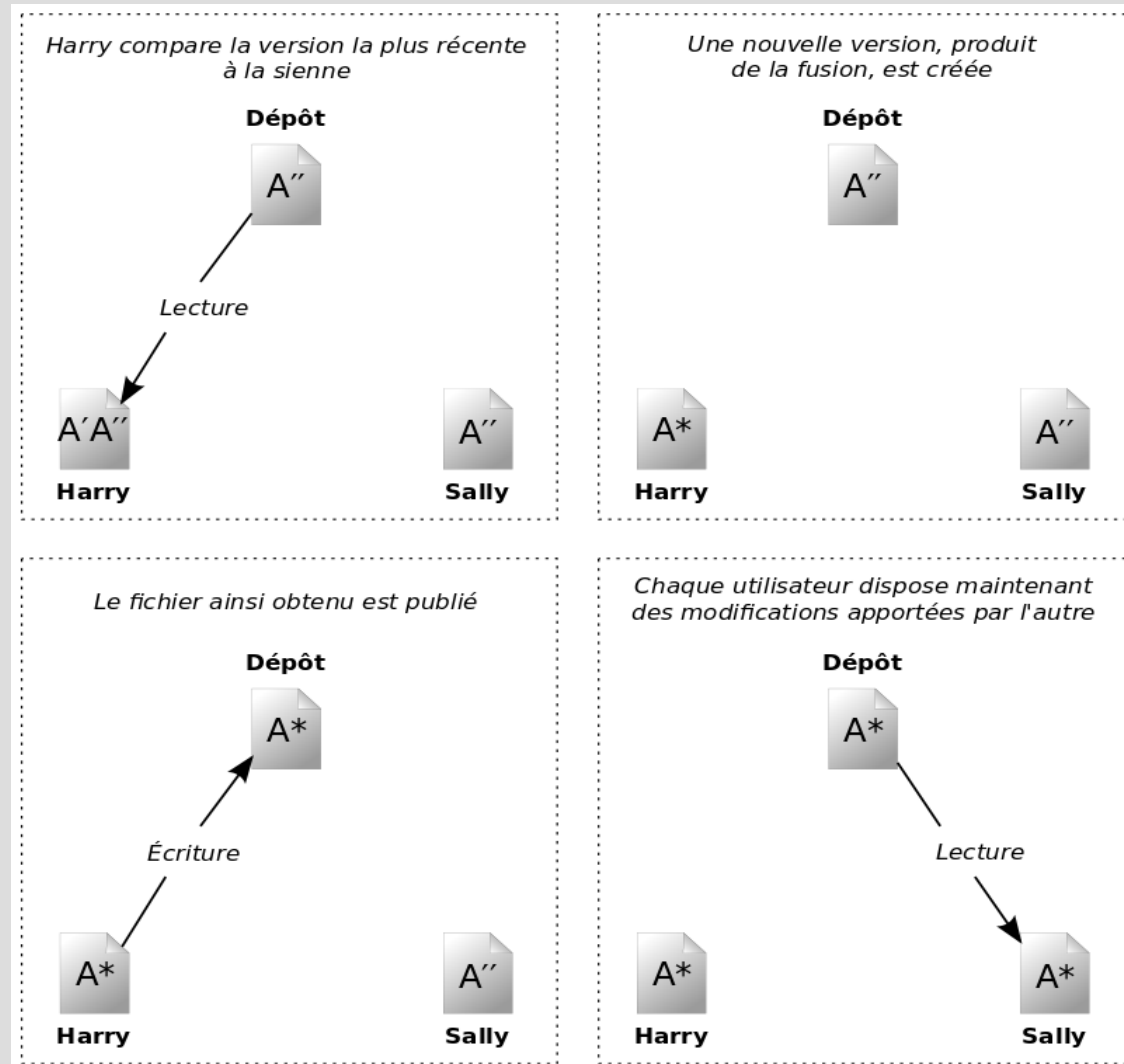 Harry compare la version la plus récente
à la sienne
Dépôt
A″
Lecture
A′A″
Harry
A″
Sally
Une nouvelle version, produit
de la fusion, est créée
Dépôt
A″
A*
Harry
A″
Sally
Le fichier ainsi obtenu est publié
Dépôt
A*
Écriture
A*
Harry
A″
Sally
Chaque utilisateur dispose maintenant
des modifications apportées par l'autre
Dépôt
A*
Lecture
A*
Harry
A*
Sally